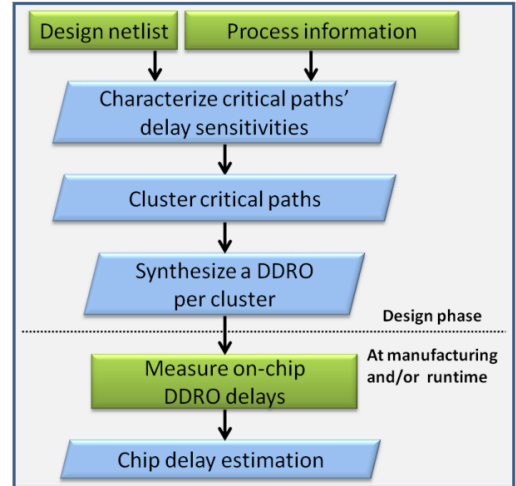 Design netlist
Process information
Characterize critical paths'
delay sensitivities
Cluster critical paths
Synthesize a DDRO
per cluster
Design phase
At manufacturing
and/or runtime
Measure on-chip
DDRO delays
Chip delay estimation